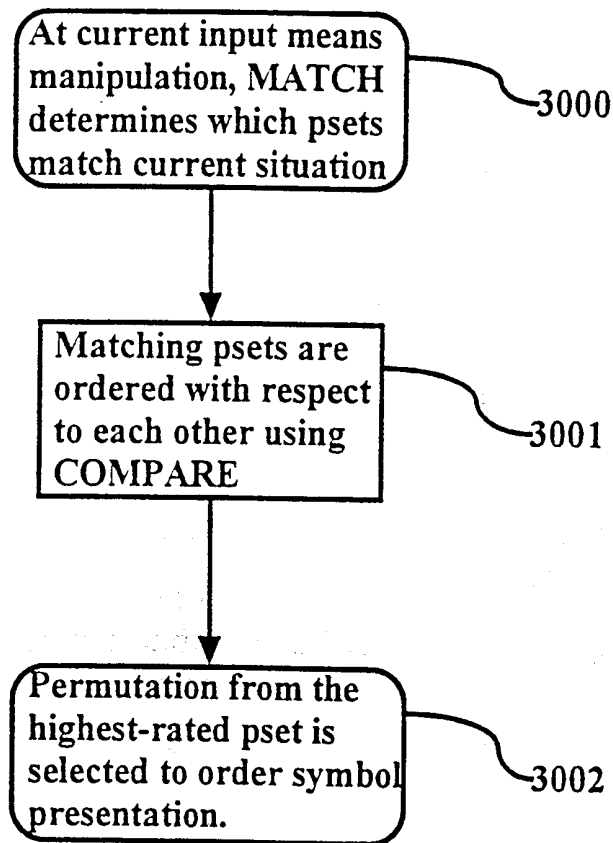 At current input means
manipulation, MATCH
determines which psets
match current situation
3000
Matching psets are
ordered with respect
to each other using
COMPARE
3001
Permutation from the
highest-rated pset is
selected to order symbol
presentation.
3002